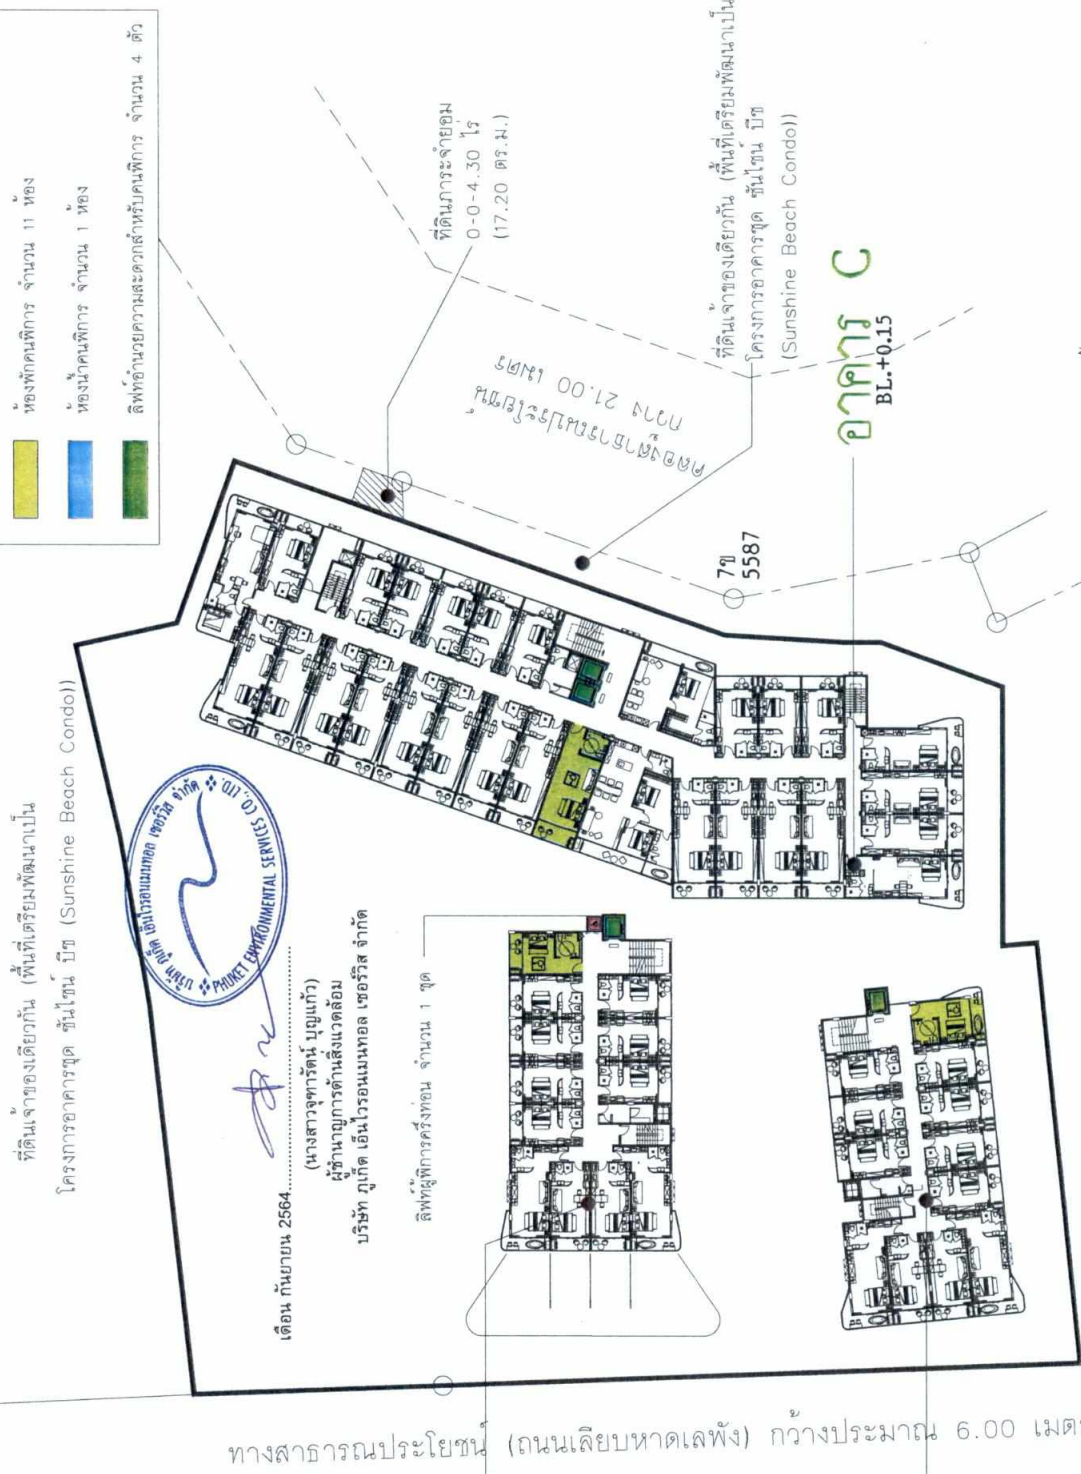 ห้องพักคนพิการ จำนวน 11 ห้อง
ห้องน้ำคนพิการ จำนวน 1 ห้อง
ลิฟท์อำนวยความสะดวกสำหรับคนพิการ จำนวน 4 ตัว
ที่ดินเจ้าของเดียวกัน (พื้นที่เตรียมพัฒนาเป็น
โครงการอาคารชุด ซันไชน์ บีช (Sunshine Beach Condo))
ที่ดินภาระจำยอม
0-0-4.30 ไร่
(17.20 ตร.ม.)
คลองสาธารณประโยชน์
กว้าง 21.00 เมตร
ที่ดินเจ้าของเดียวกัน (พื้นที่เตรียมพัฒนาเป็น
โครงการอาคารชุด ซันไชน์ บีช
(Sunshine Beach Condo))
7ข
5587
อาคาร C
BL.+0.15
บริษัท ภูเก็ต เอ็นไวรอนเมนทอล เซอร์วิส จำกัด
PHUKET ENVIRONMENTAL SERVICES CO., LTD.
เดือน กันยายน 2564
(นางสาวจุฑารัตน์ บุญแก้ว)
ผู้ชำนาญการด้านสิ่งแวดล้อม
บริษัท ภูเก็ต เอ็นไวรอนเมนทอล เซอร์วิส จำกัด
ลิฟท์ผู้พิการครึ่งท่อน จำนวน 1 ชุด
ทางสาธารณประโยชน์ (ถนนเลียบหาดเลพัง) กว้างประมาณ 6.00 เมตร